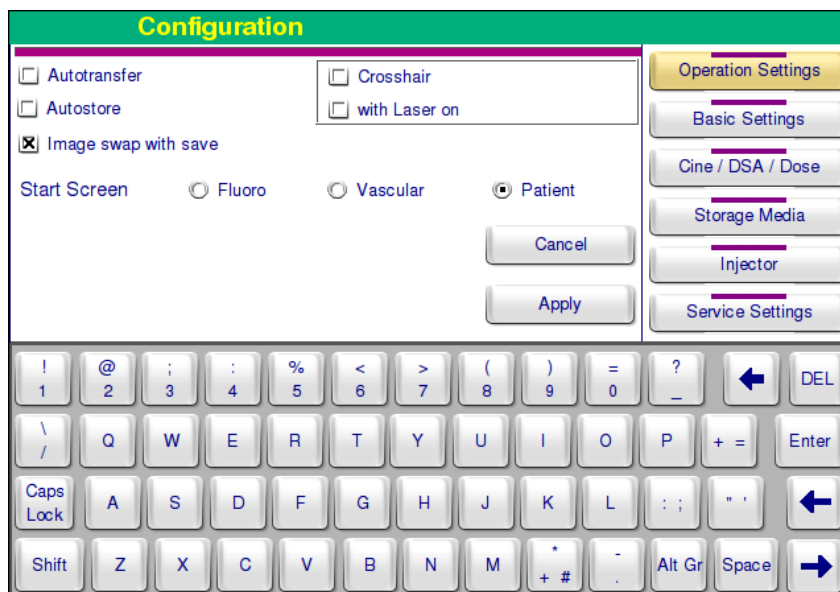 Configuration
Autotransfer
Crosshair
Autostore
with Laser on
Image swap with save
Start Screen Fluoro Vascular Patient
Cancel
Apply
Operation Settings
Basic Settings
Cine / DSA / Dose
Storage Media
Injector
Service Settings
! @ ; : % < > ( ) = ?
1 2 3 4 5 6 7 8 9 0 _ DEL
\
/ Q W E R T Y U I O P + = Enter
Caps
Lock A S D F G H J K L : ; " '
Shift Z X C V B N M * - Alt Gr Space
+ # .